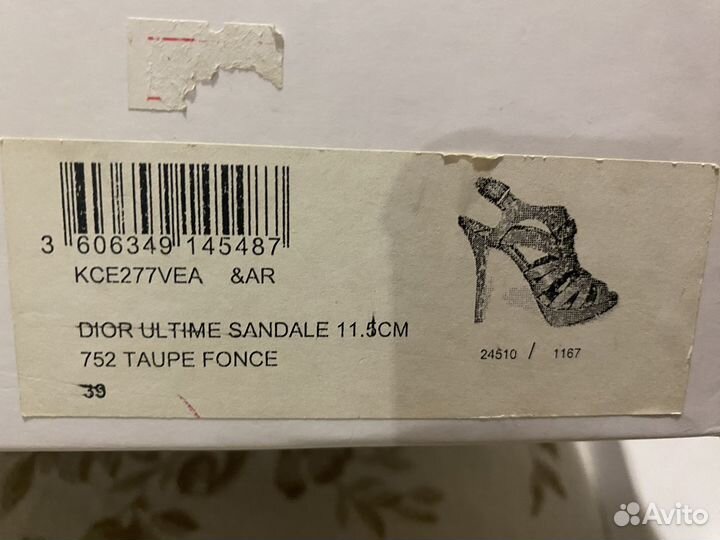 3 606349 145487
KCE277VEA &AR
DIOR ULTIME SANDALE 11.5CM
752 TAUPE FONCE
39
24510 / 1167
Avito